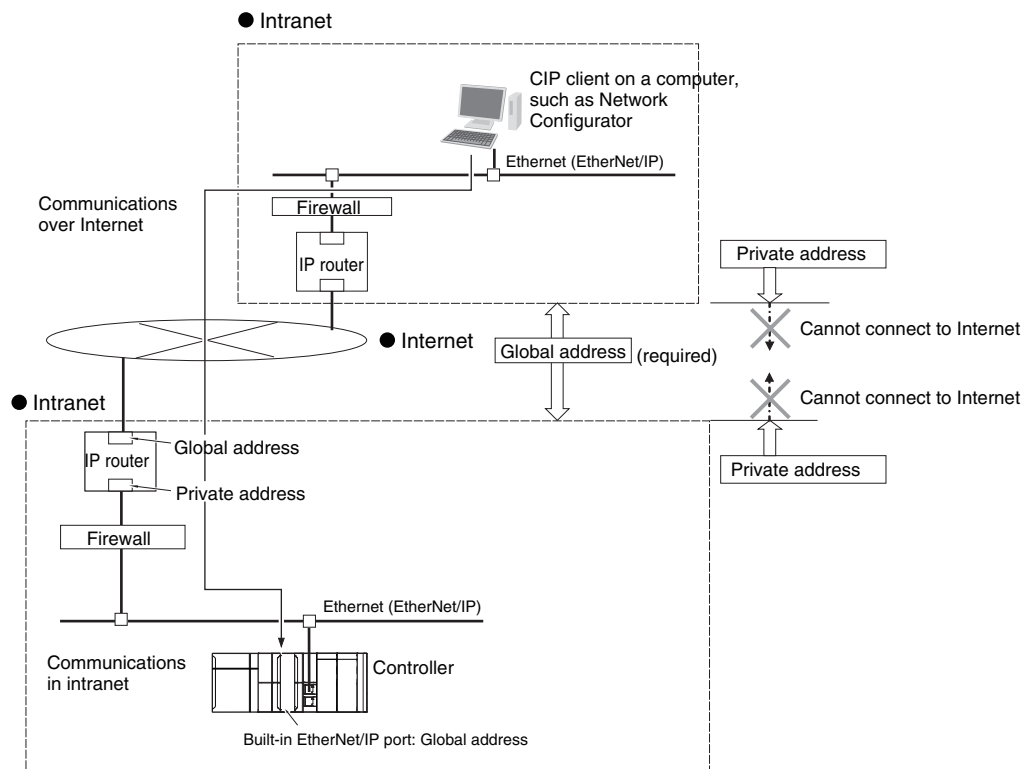 ● Intranet
CIP client on a computer,
such as Network
Configurator
Ethernet (EtherNet/IP)
Communications
over Internet
Firewall
IP router
Private address
Cannot connect to Internet
● Internet
Global address
(required)
Cannot connect to Internet
● Intranet
Private address
IP router
Global address
Private address
Firewall
Ethernet (EtherNet/IP)
Communications
in intranet
Controller
Built-in EtherNet/IP port: Global address